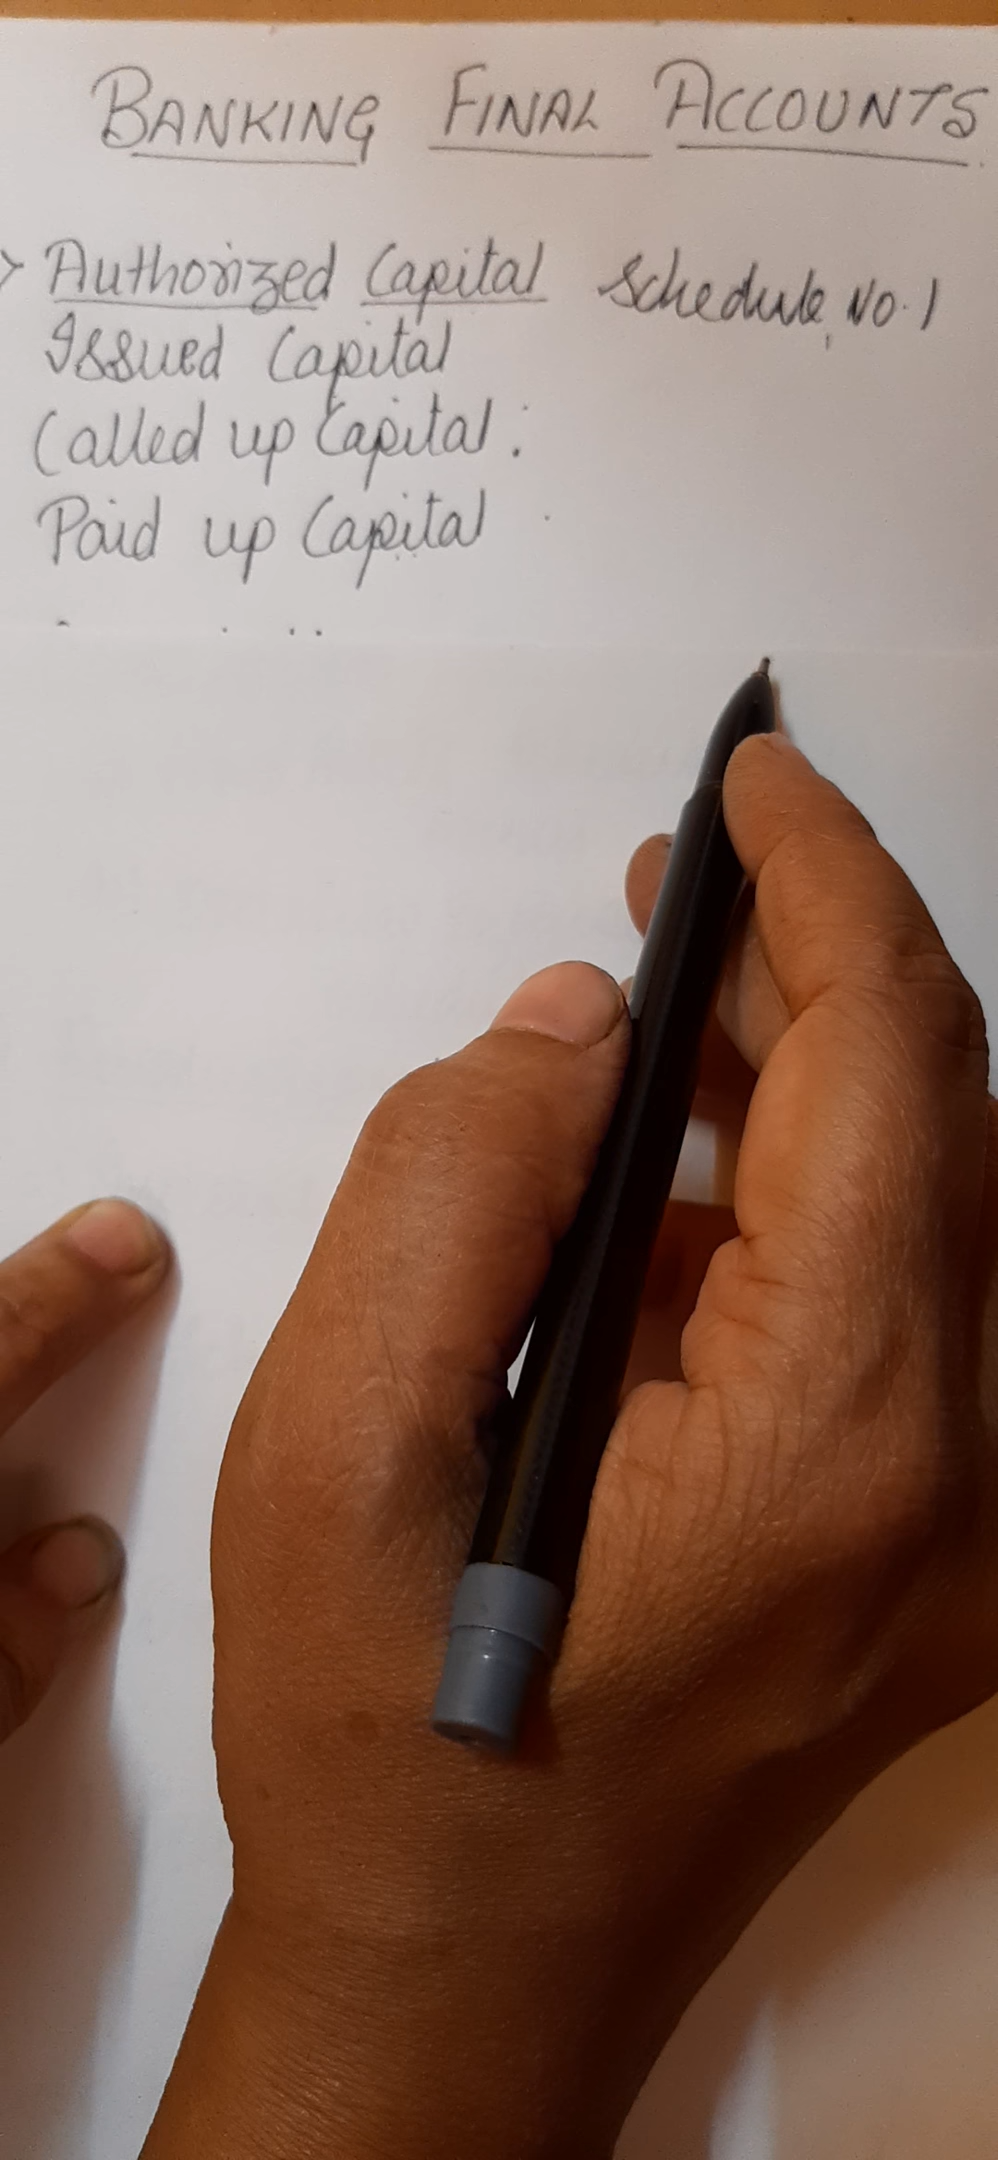 BANKING FINAL ACCOUNTS
> Authorized Capital Schedule No. 1
Issued Capital
Called up Capital :
Paid up Capital